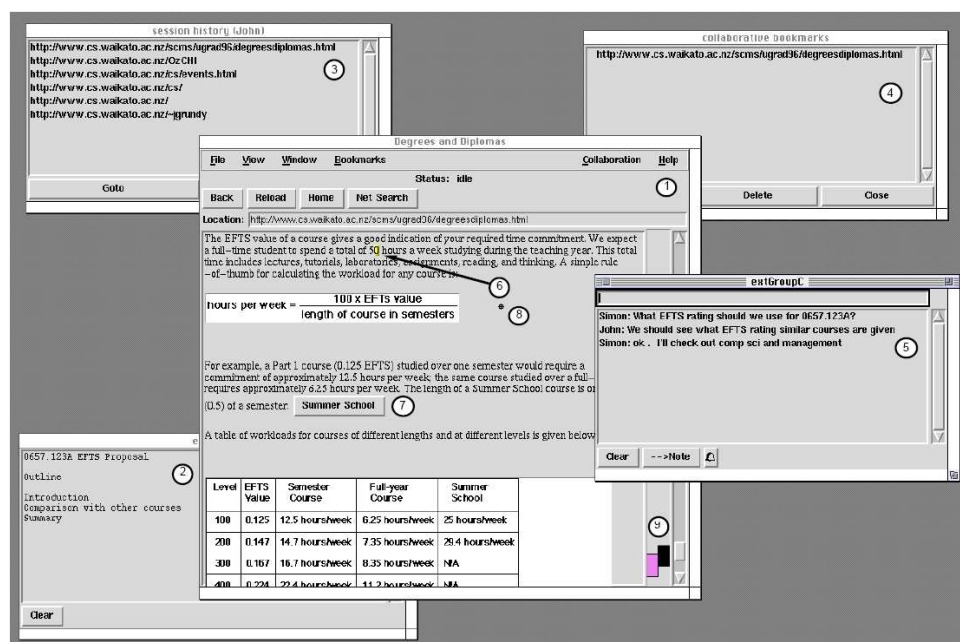 session history (John)
http://www.cs.waikato.ac.nz/scms/ugrad96/degreesdiplomas.html
http://www.cs.waikato.ac.nz/OzCHI
http://www.cs.waikato.ac.nz/cs/events.html
http://www.cs.waikato.ac.nz/cs/
http://www.cs.waikato.ac.nz/
http://www.cs.waikato.ac.nz/~jgrundy
3
Goto
collaborative bookmarks
http://www.cs.waikato.ac.nz/scms/ugrad96/degreesdiplomas.html
4
Delete Close
Degrees and Diplomas
File View Window Bookmarks Collaboration Help
Status: idle
1
Back Reload Home Net Search
Location: http://www.cs.waikato.ac.nz/scms/ugrad96/degreesdiplomas.html
The EFTS value of a course gives a good indication of your required time commitment. We expect
a full-time student to spend a total of 50 hours a week studying during the teaching year. This total
time includes lectures, tutorials, laboratories, assignments, reading, and thinking. A simple rule
-of-thumb for calculating the workload for any course is:
6
hours per week = 100 x EFTS value
length of course in semesters
8
For example, a Part 1 course (0.125 EFTS) studied over one semester would require a
commitment of approximately 12.5 hours per week; the same course studied over a full-
requires approximately 6.25 hours per week. The length of a Summer School course is on
(0.5) of a semester. Summer School
7
A table of workloads for courses of different lengths and at different levels is given below
Level EFTS Value Semester Course Full-year Course Summer School
100 0.125 12.5 hours/week 6.25 hours/week 25 hours/week
200 0.147 14.7 hours/week 7.35 hours/week 29.4 hours/week
300 0.167 16.7 hours/week 8.35 hours/week N/A
400 0.224 22.4 hours/week 11.2 hours/week N/A
9
extGroupC
Simon: What EFTS rating should we use for 0657.123A?
John: We should see what EFTS rating similar courses are given
Simon: ok. I'll check out comp sci and management
5
Clear -->Note
e
0657.123A EFTS Proposal
2
Outline
Introduction
Comparison with other courses
Summary
Clear